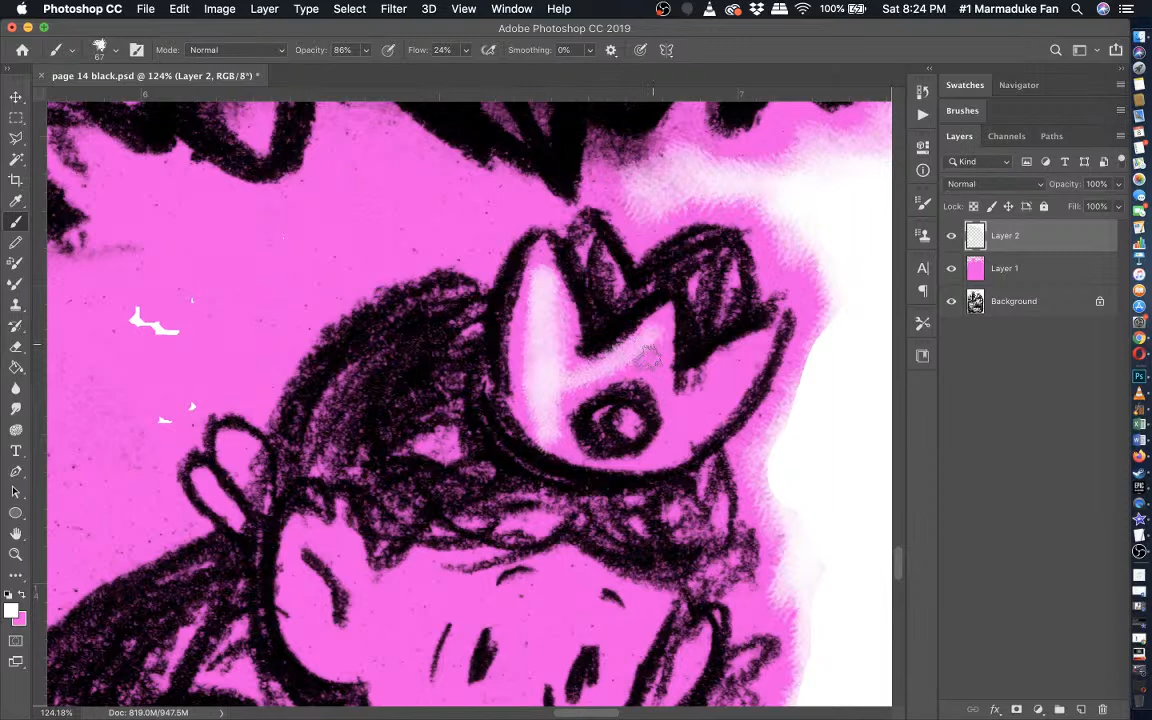 Photoshop CC File Edit Image Layer Type Select Filter 3D View Window Help 100% Sat 8:24 PM #1 Marmaduke Fan
Adobe Photoshop CC 2019
67 Mode: Normal Opacity: 86% Flow: 24% Smoothing: 0%
page 14 black.psd @ 124% (Layer 2, RGB/8*) *
6 7
Swatches Navigator
Brushes
Layers Channels Paths
Kind
Normal Opacity: 100%
Lock: Fill: 100%
Layer 2
Layer 1
Background
124.18% Doc: 819.0M/947.5M